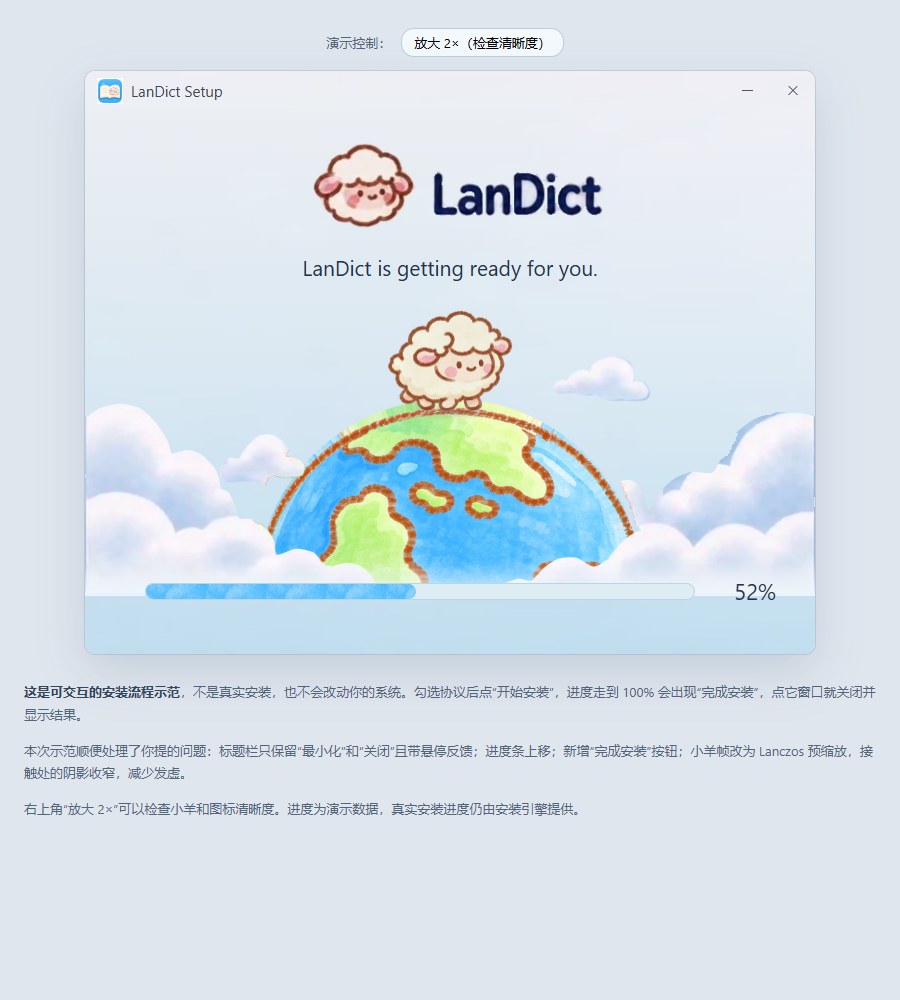 演示控制：
放大 2×（检查清晰度）
LanDict Setup
LanDict
LanDict is getting ready for you.
52%
这是可交互的安装流程示范，不是真实安装，也不会改动你的系统。勾选协议后点“开始安装”，进度走到 100% 会出现“完成安装”，点它窗口就关闭并
显示结果。
本次示范顺便处理了你提的问题：标题栏只保留“最小化”和“关闭”且带悬停反馈；进度条上移；新增“完成安装”按钮；小羊帧改为 Lanczos 预缩放，接
触处的阴影收窄，减少发虚。
右上角“放大 2×”可以检查小羊和图标清晰度。进度为演示数据，真实安装进度仍由安装引擎提供。